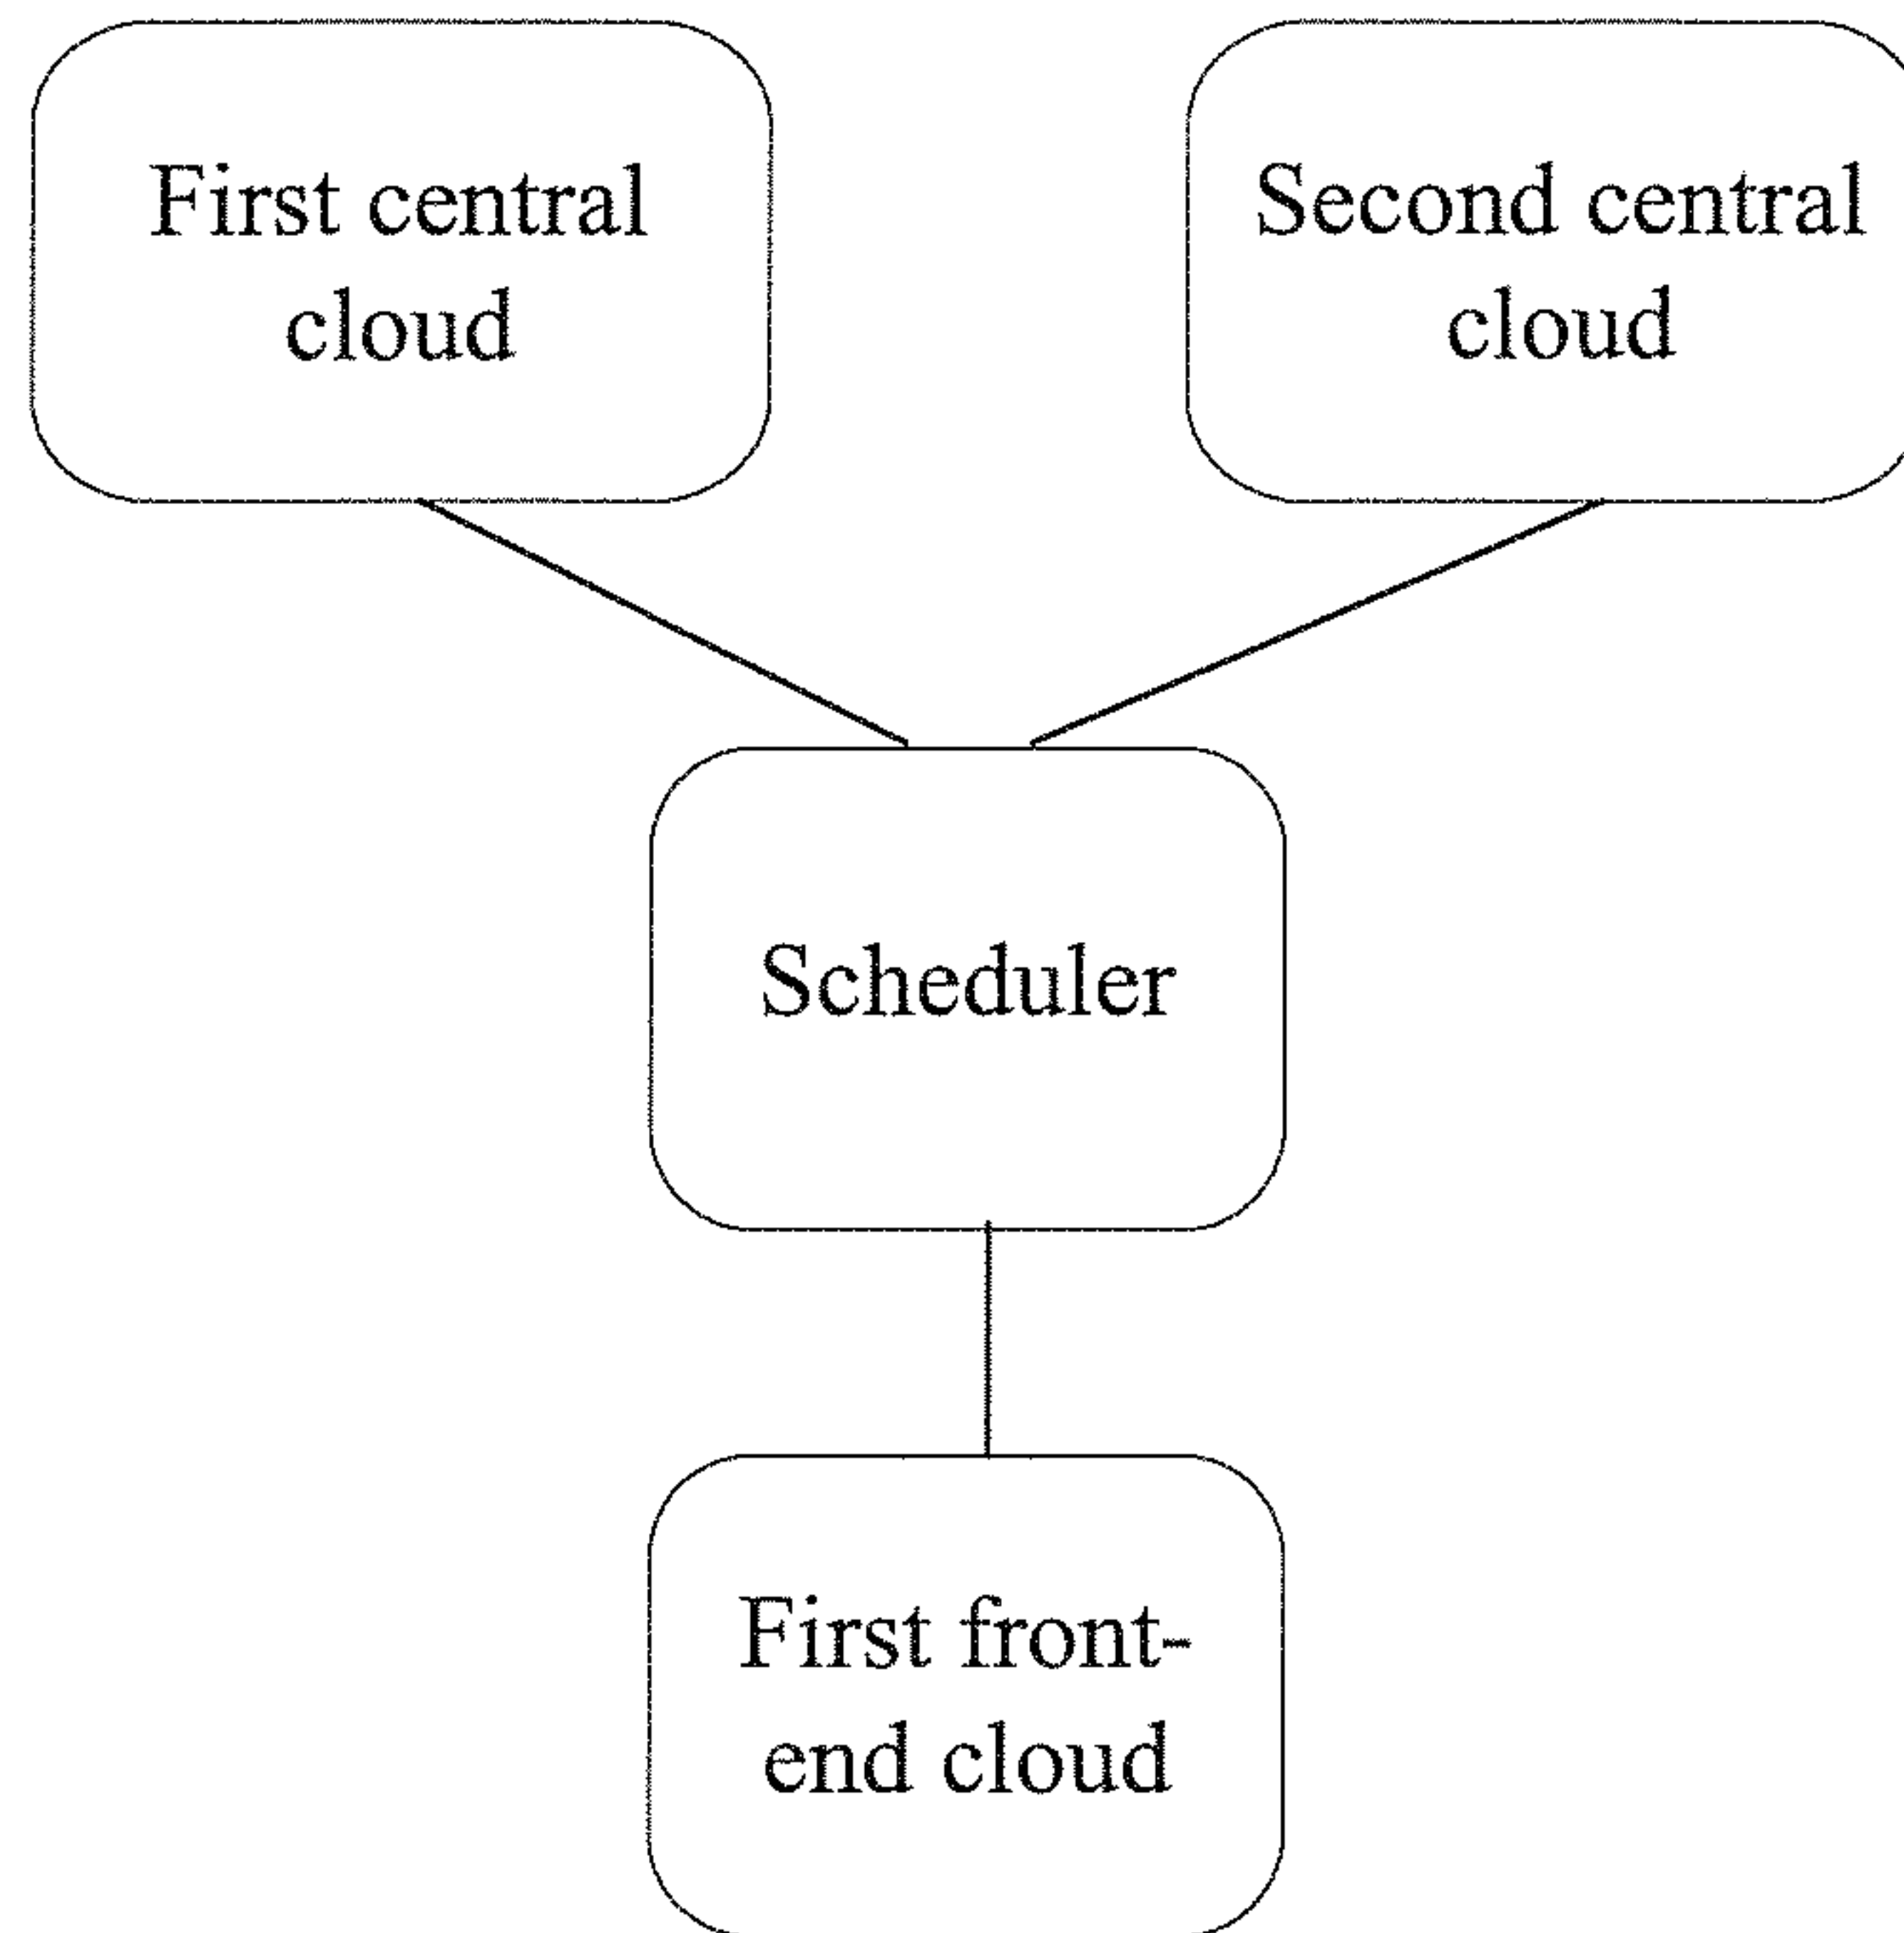 First central
cloud
Second central
cloud
Scheduler
First front-
end cloud